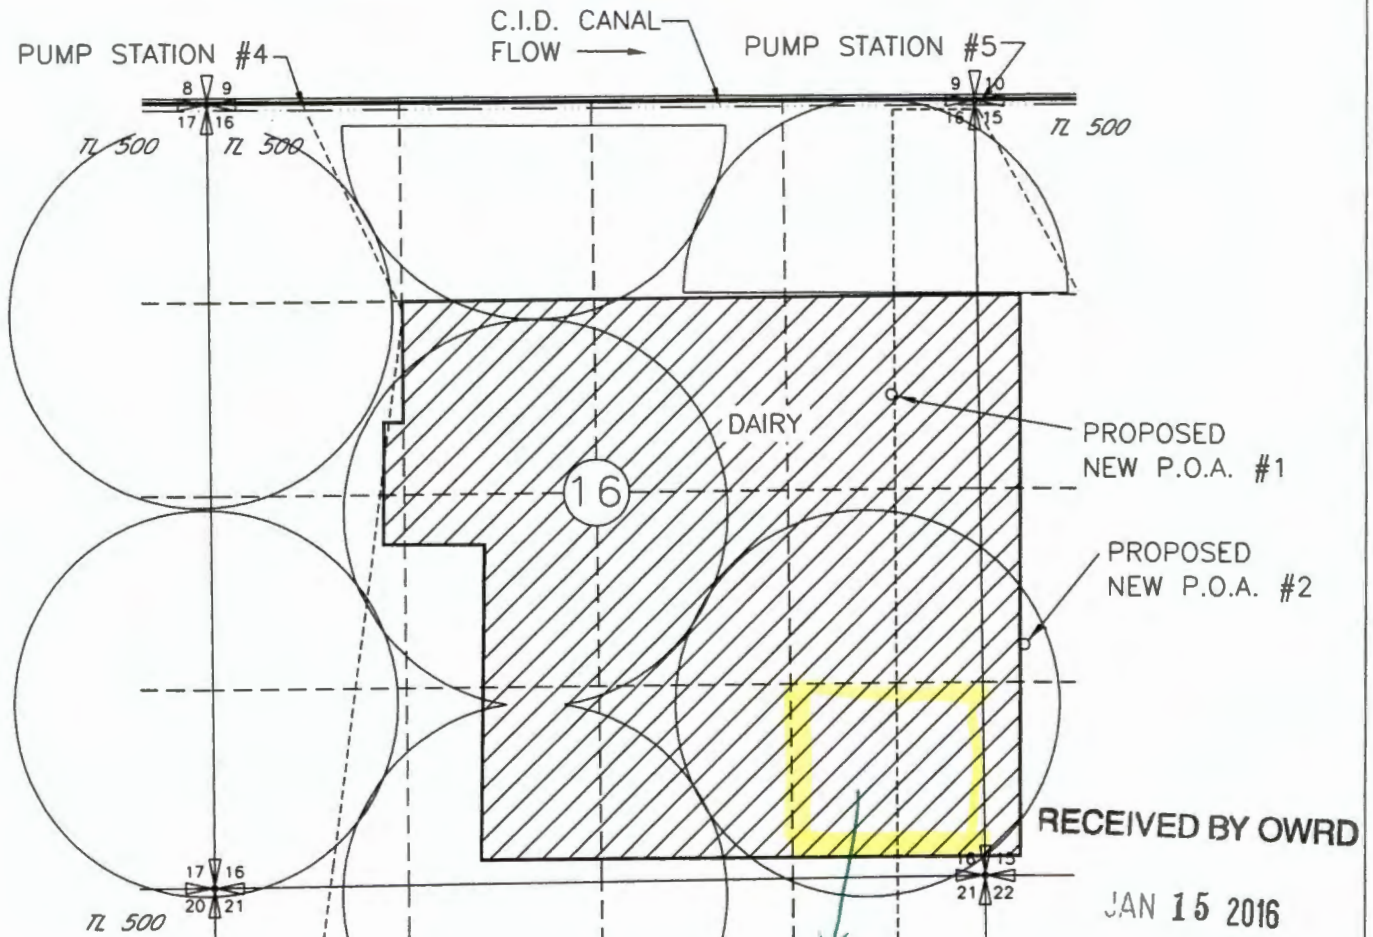 C.I.D. CANAL
FLOW
PUMP STATION #4
PUMP STATION #5
8 9
17 16
9 10
16 15
TL 500
TL 500
TL 500
DAIRY
16
PROPOSED
NEW P.O.A. #1
PROPOSED
NEW P.O.A. #2
RECEIVED BY OWRD
JAN 15 2016
17 16
20 21
16 15
21 22
TL 500